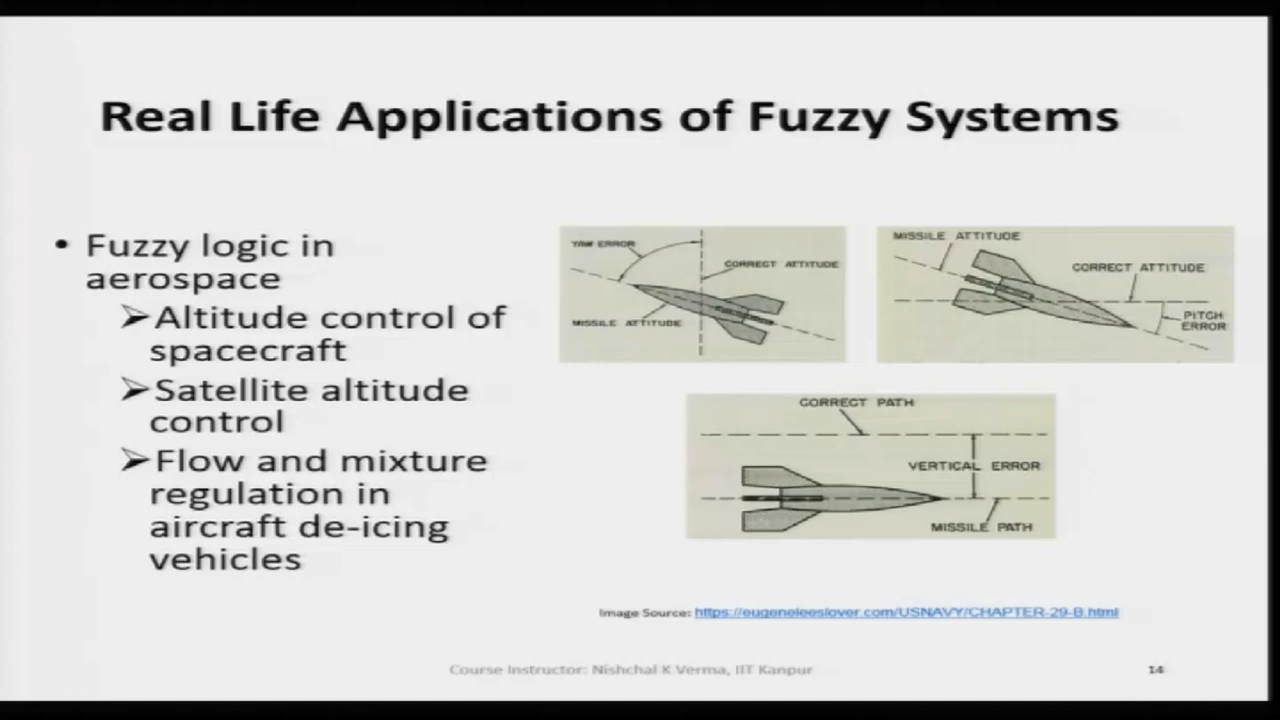 Real Life Applications of Fuzzy Systems
• Fuzzy logic in
aerospace
➢Altitude control of
spacecraft
➢Satellite altitude
control
➢Flow and mixture
regulation in
aircraft de-icing
vehicles
YAW ERROR
CORRECT ATTITUDE
MISSILE ATTITUDE
MISSILE ATTITUDE
CORRECT ATTITUDE
PITCH
ERROR
CORRECT PATH
VERTICAL ERROR
MISSILE PATH
Image Source: https://eugeneleeslover.com/USNAVY/CHAPTER-29-B.html
Course Instructor: Nishchal K Verma, IIT Kanpur
14